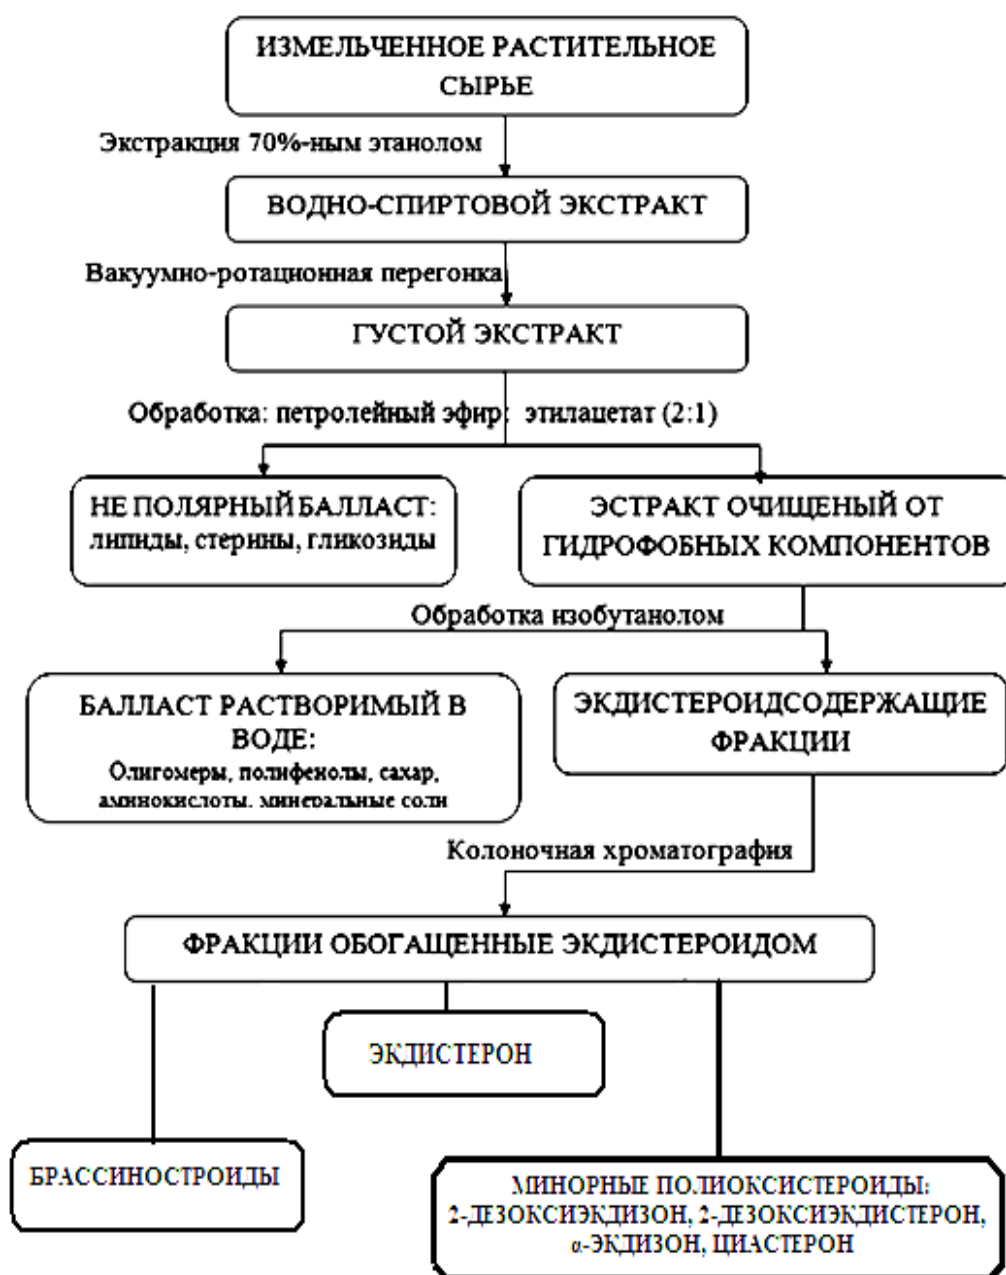 ИЗМЕЛЬЧЕННОЕ РАСТИТЕЛЬНОЕ
СЫРЬЕ
Экстракция 70%-ным этанолом
ВОДНО-СПИРТОВОЙ ЭКСТРАКТ
Вакуумно-ротационная перегонка
ГУСТОЙ ЭКСТРАКТ
Обработка: петролейный эфир: этилацетат (2:1)
НЕ ПОЛЯРНЫЙ БАЛЛАСТ:
липиды, стерины, гликозиды
ЭСТРАКТ ОЧИЩЕНЫЙ ОТ
ГИДРОФОБНЫХ КОМПОНЕНТОВ
Обработка изобутанолом
БАЛЛАСТ РАСТВОРИМЫЙ В
ВОДЕ:
Олигомеры, полифенолы, сахар,
аминокислоты, минеральные соли
ЭКДИСТЕРОИДСОДЕРЖАЩИЕ
ФРАКЦИИ
Колоночная хроматография
ФРАКЦИИ ОБОГАЩЕННЫЕ ЭКДИСТЕРОИДОМ
ЭКДИСТЕРОН
БРАССИНОСТРОИДЫ
МИНОРНЫЕ ПОЛИОКСИСТЕРОИДЫ:
2-ДЕЗОКСИЭКДИЗОН, 2-ДЕЗОКСИЭКДИСТЕРОН,
α-ЭКДИЗОН, ЦИАСТЕРОН